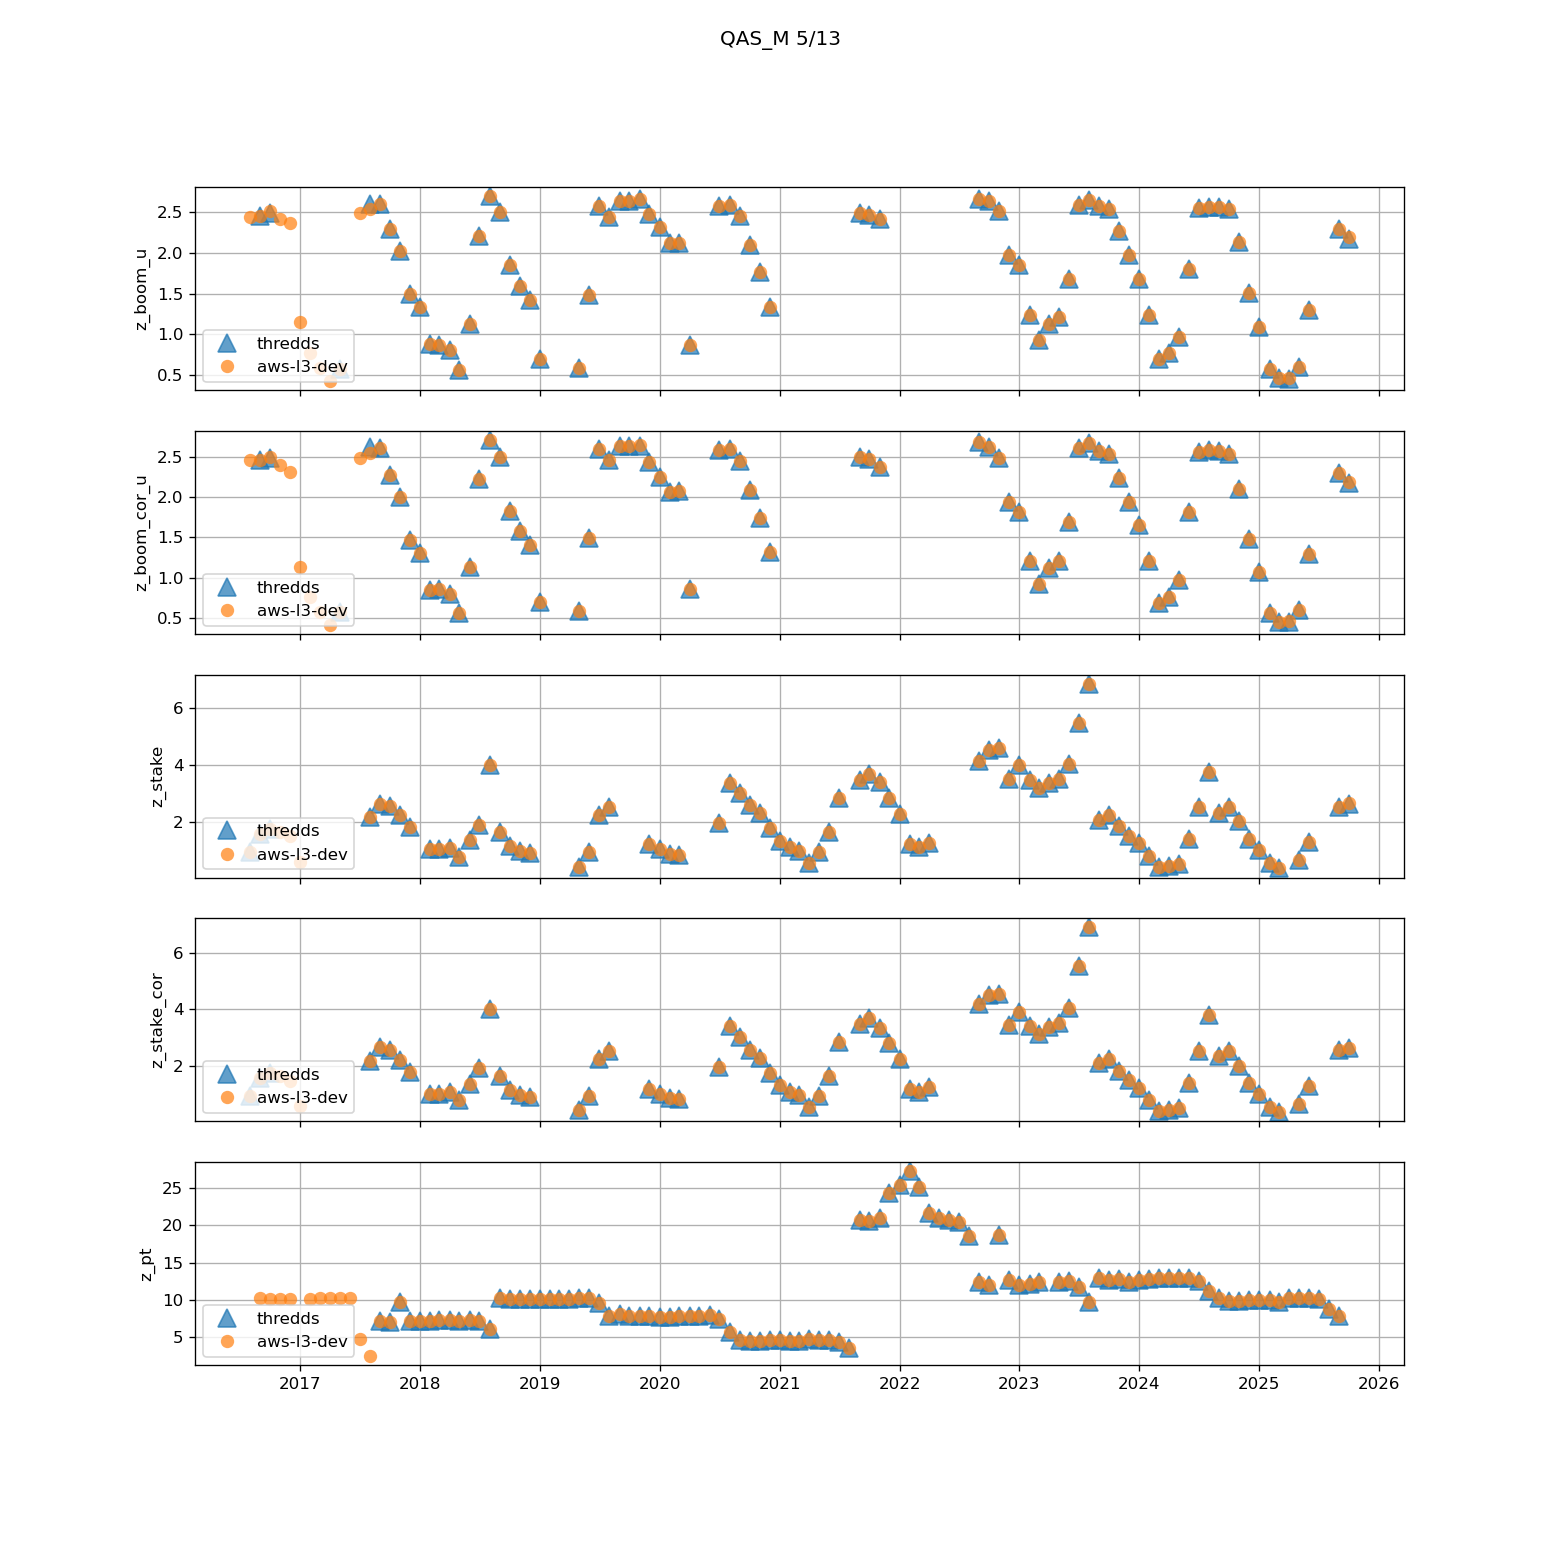 QAS_M 5/13
z_boom_u
2.5
2.0
1.5
1.0
0.5
thredds
aws-l3-dev
z_boom_cor_u
2.5
2.0
1.5
1.0
0.5
thredds
aws-l3-dev
z_stake
6
4
2
thredds
aws-l3-dev
z_stake_cor
6
4
2
thredds
aws-l3-dev
z_pt
25
20
15
10
5
thredds
aws-l3-dev
2017 2018 2019 2020 2021 2022 2023 2024 2025 2026